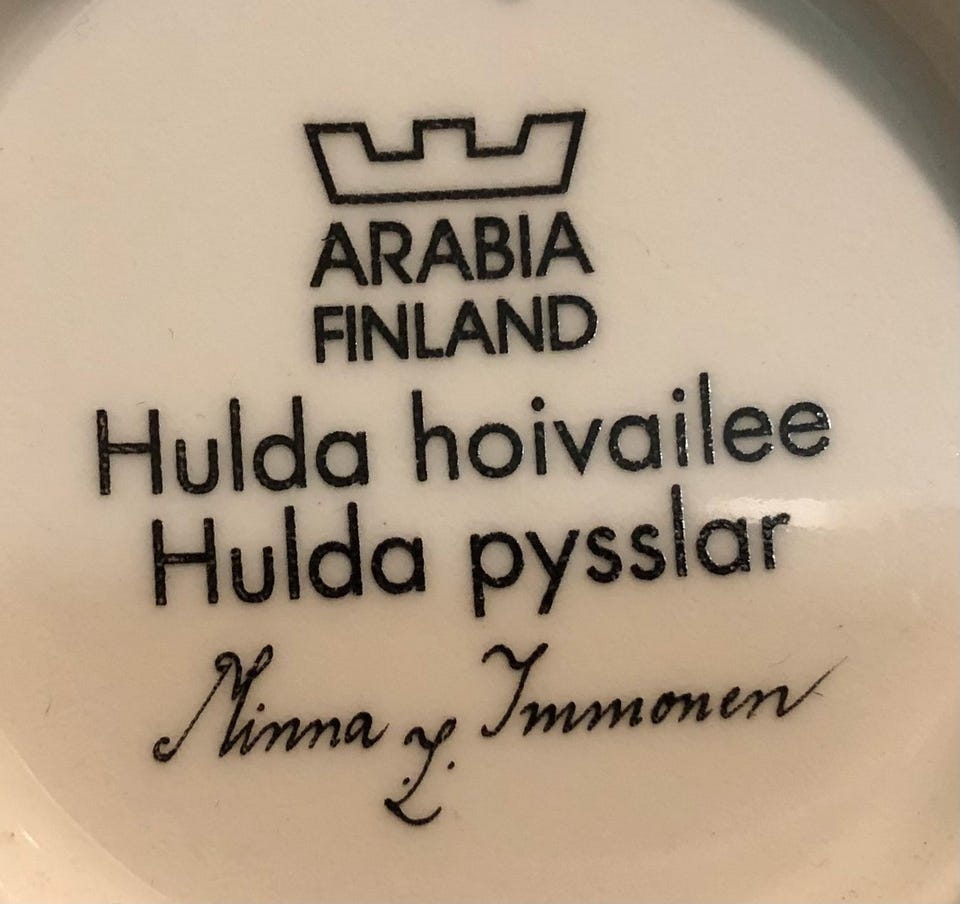 ARABIA
FINLAND
Hulda hoivailee
Hulda pysslar
Minna L. Immonen